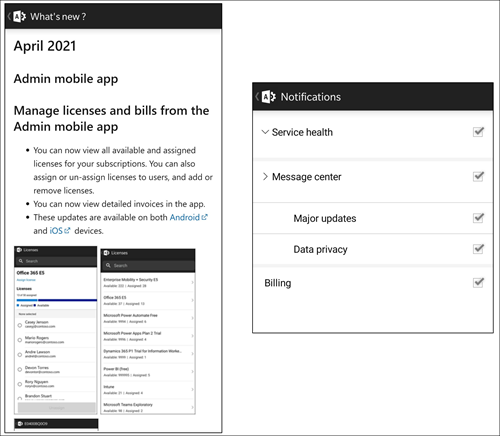 What's new ?
April 2021
Admin mobile app
Manage licenses and bills from the
Admin mobile app
You can now view all available and assigned
licenses for your subscriptions. You can also
assign or un-assign licenses to users, and add or
remove licenses.
You can now view detailed invoices in the app.
These updates are available on both Android
and iOS devices.
Licenses
Search
Office 365 E5
Licenses
Assigned Available
Casey Jensen
Mario Rogers
Andre Lawson
Devon Torres
Rory Nguyen
Brandon Stuart
Licenses
Search
Enterprise Mobility + Security E5
Office 365 E5
Microsoft Power Automate Free
Microsoft Power Apps Plan 2 Trial
Dynamics 365 P1 Trial for Information Worke...
Power BI (Free)
Intune
Microsoft Teams Exploratory
Notifications
Service health
Message center
Major updates
Data privacy
Billing